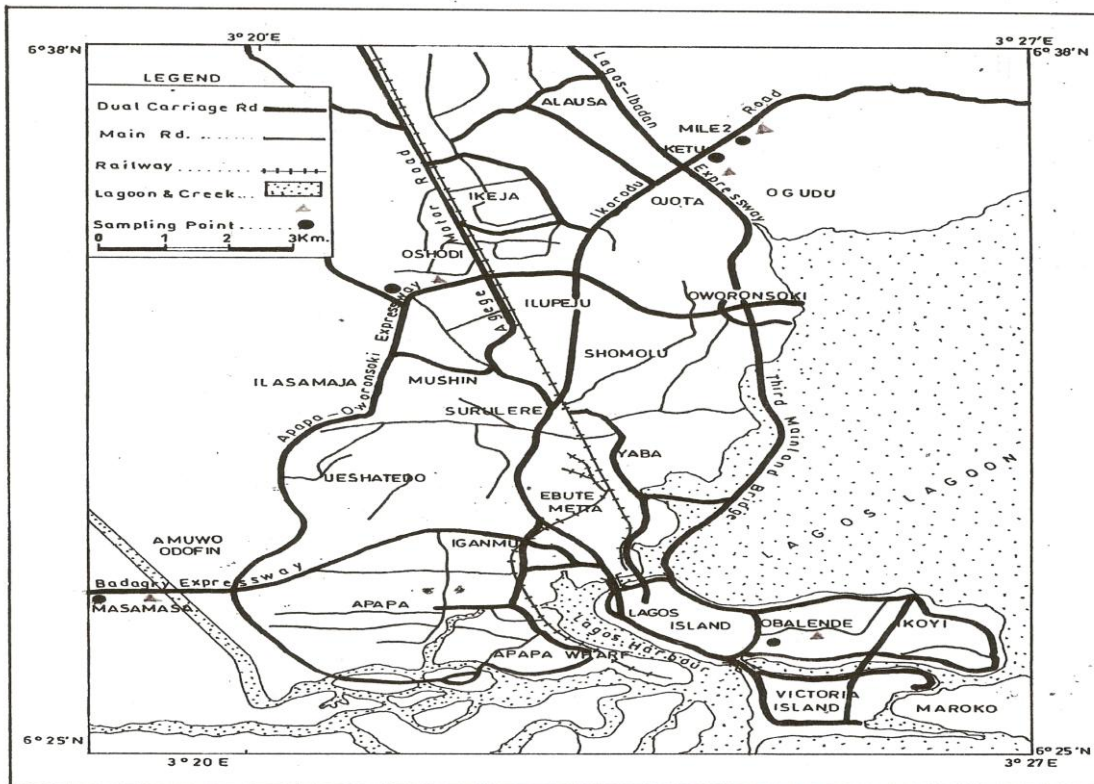 3° 20'E
3° 27'E
6° 38'N
6° 38'N
LEGEND
Dual Carriage Rd
Main Rd.
Railway
Lagoon & Creek
Sampling Point
0 1 2 3Km.
Lagos-Ibadan
Expressway
ALAUSA
MILE2
Road
KETU
Ikorodu
OJOTA
OGUDU
IKEJA
Road
Motor
Agege
OSHODI
ILUPEJU
OWORONSOKI
SHOMOLU
ILASAMAJA
MUSHIN
Apapa-Oworonsoki Expressway
SURULERE
Third Mainland Bridge
YABA
IJESHATEDO
EBUTE
METTA
LAGOS LAGOON
AMUWO
ODOFIN
IGANMU
Badagry Expressway
MASAMASA
APAPA
LAGOS
ISLAND
OBALENDE
IKOYI
Lagos Harbour
APAPA WHARF
VICTORIA
ISLAND
MAROKO
6° 25'N
6° 25'N
3° 20'E
3° 27'E